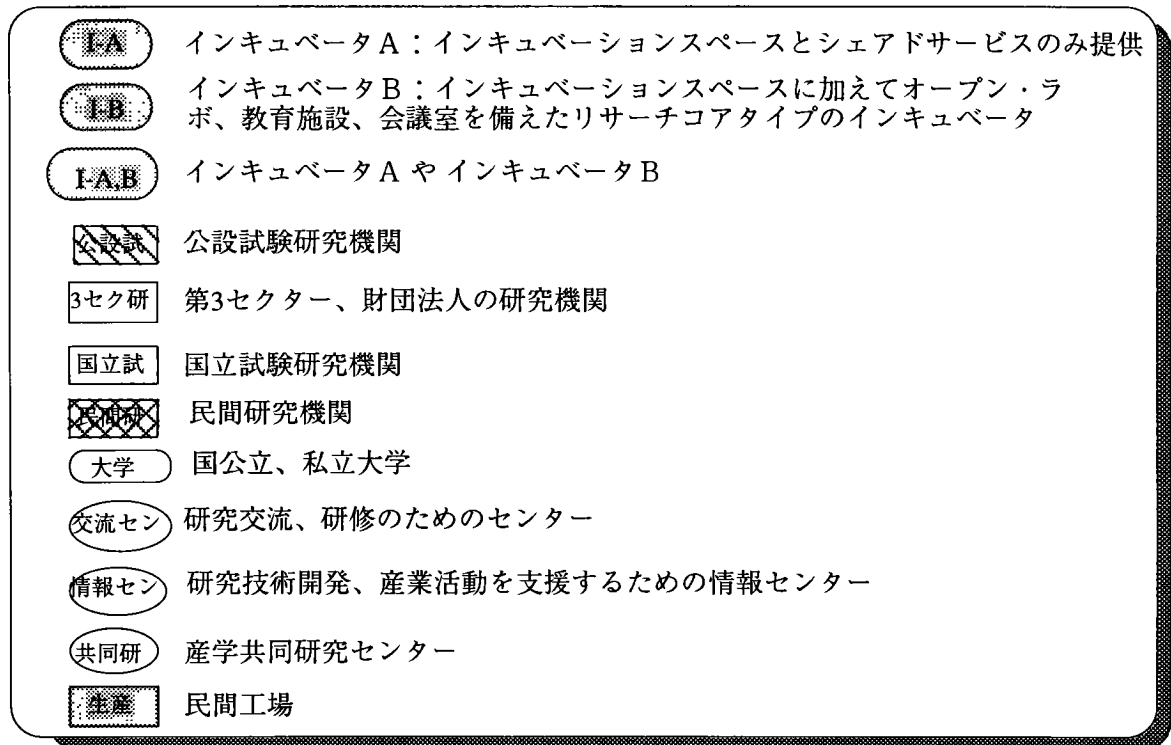 I-A インキュベータA：インキュベーションスペースとシェアドサービスのみ提供
I-B インキュベータB：インキュベーションスペースに加えてオープン・ラ
ボ、教育施設、会議室を備えたリサーチコアタイプのインキュベータ
I-A,B インキュベータA や インキュベータB
公設試 公設試験研究機関
3セク研 第3セクター、財団法人の研究機関
国立試 国立試験研究機関
民間研 民間研究機関
大学 国公立、私立大学
交流セン 研究交流、研修のためのセンター
情報セン 研究技術開発、産業活動を支援するための情報センター
共同研 産学共同研究センター
生産 民間工場